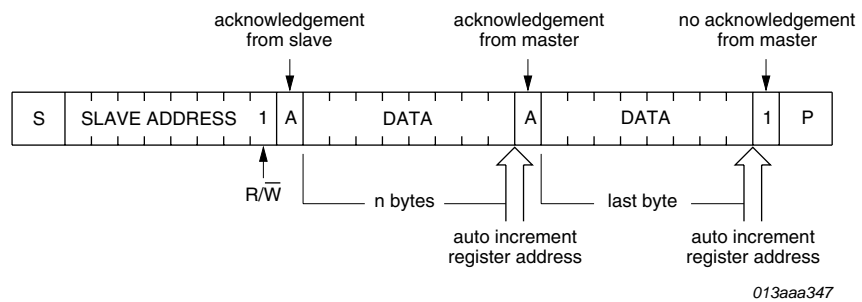 acknowledgement
from slave
acknowledgement
from master
no acknowledgement
from master
S SLAVE ADDRESS 1 A DATA A DATA 1 P
R/W̅
n bytes
last byte
auto increment
register address
auto increment
register address
013aaa347